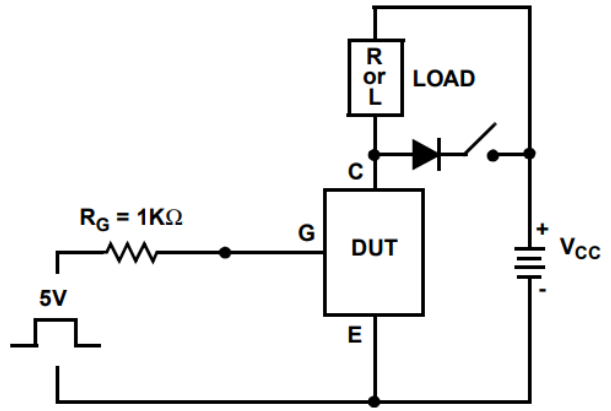 R
or
L
LOAD
C
R_G = 1KΩ
G
DUT
+
V_CC
-
5V
E